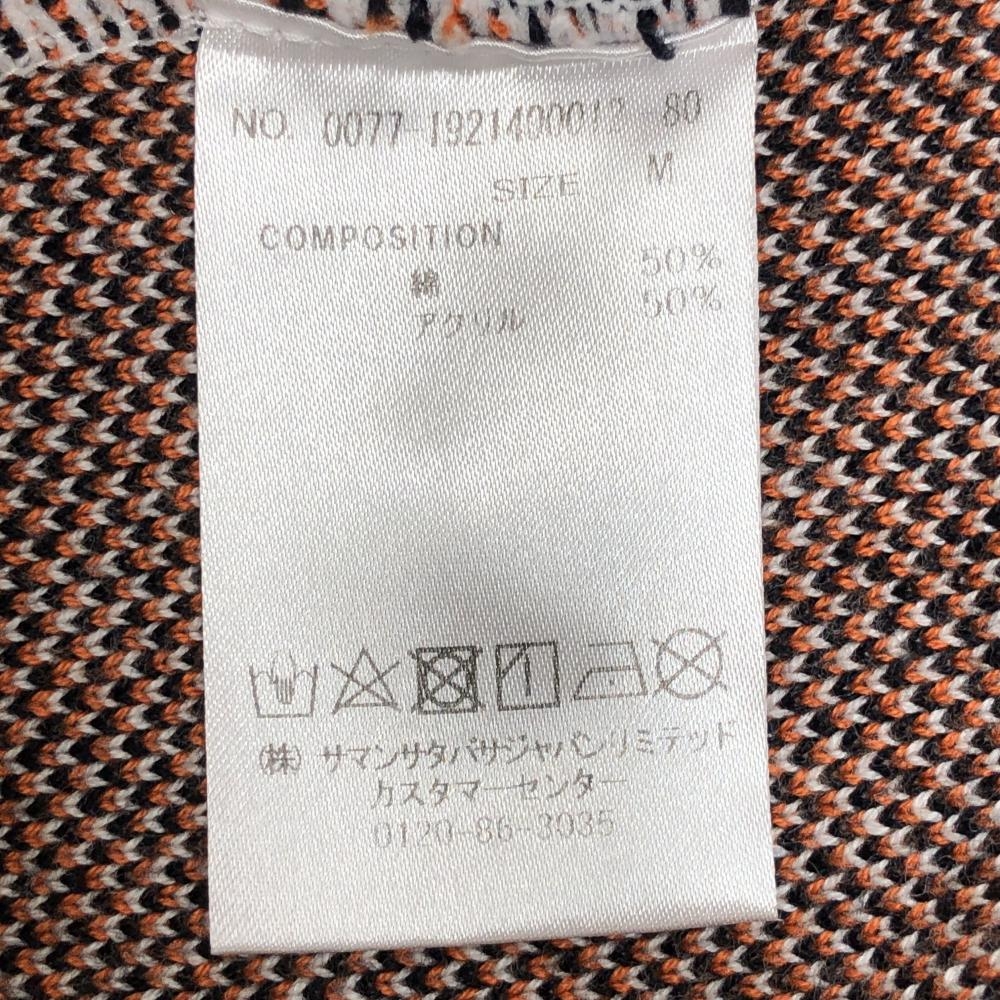 NO. 0077-1921400012 80
SIZE M
COMPOSITION
綿 50%
アクリル 50%
㈱ サマンサタバサジャパンリミテッド
カスタマーセンター
0120-86-3035